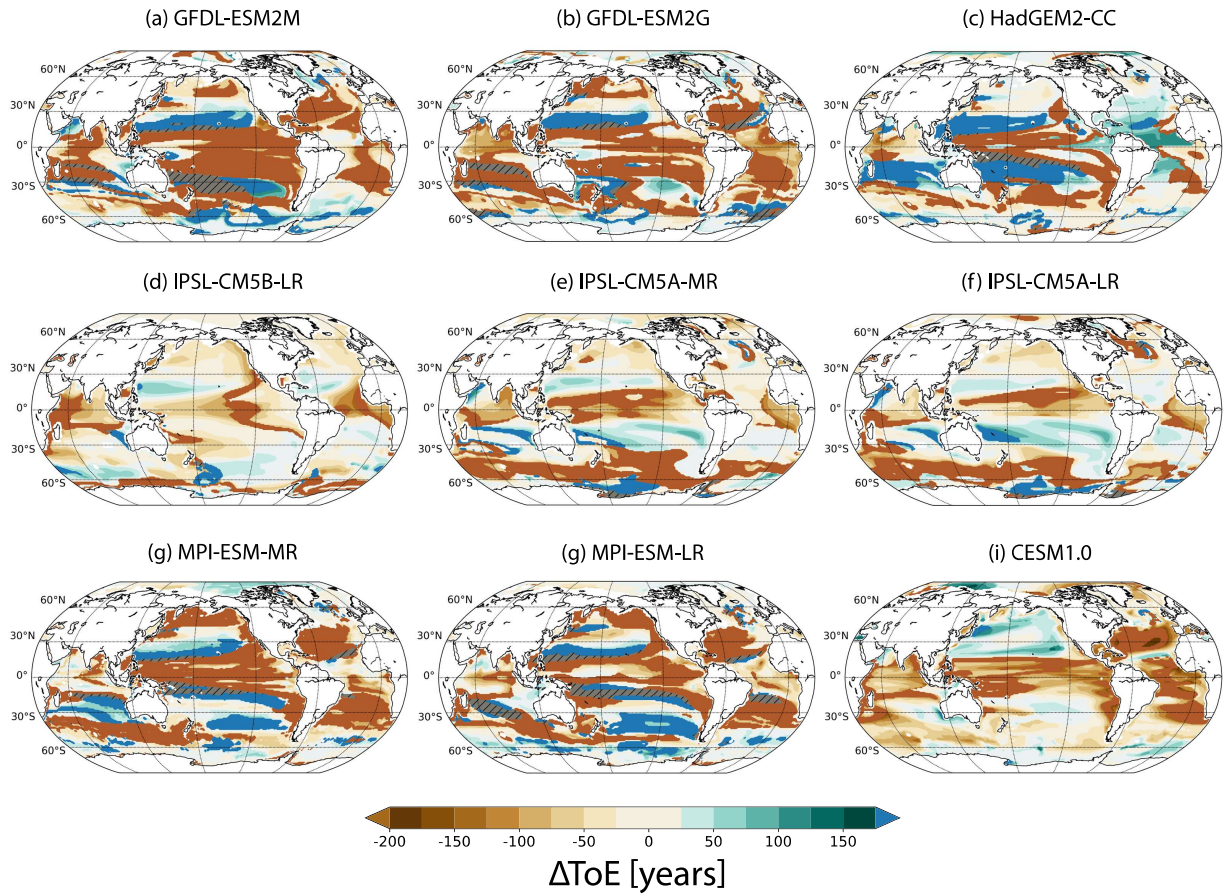 (a) GFDL-ESM2M
(b) GFDL-ESM2G
(c) HadGEM2-CC
60°N
30°N
0°
30°S
60°S
60°N
30°N
0°
30°S
60°S
60°N
30°N
0°
30°S
60°S
(d) IPSL-CM5B-LR
(e) IPSL-CM5A-MR
(f) IPSL-CM5A-LR
60°N
30°N
0°
30°S
60°S
60°N
30°N
0°
30°S
60°S
60°N
30°N
0°
30°S
60°S
(g) MPI-ESM-MR
(g) MPI-ESM-LR
(i) CESM1.0
60°N
30°N
0°
30°S
60°S
60°N
30°N
0°
30°S
60°S
60°N
30°N
0°
30°S
60°S
-200 -150 -100 -50 0 50 100 150
ΔToE [years]